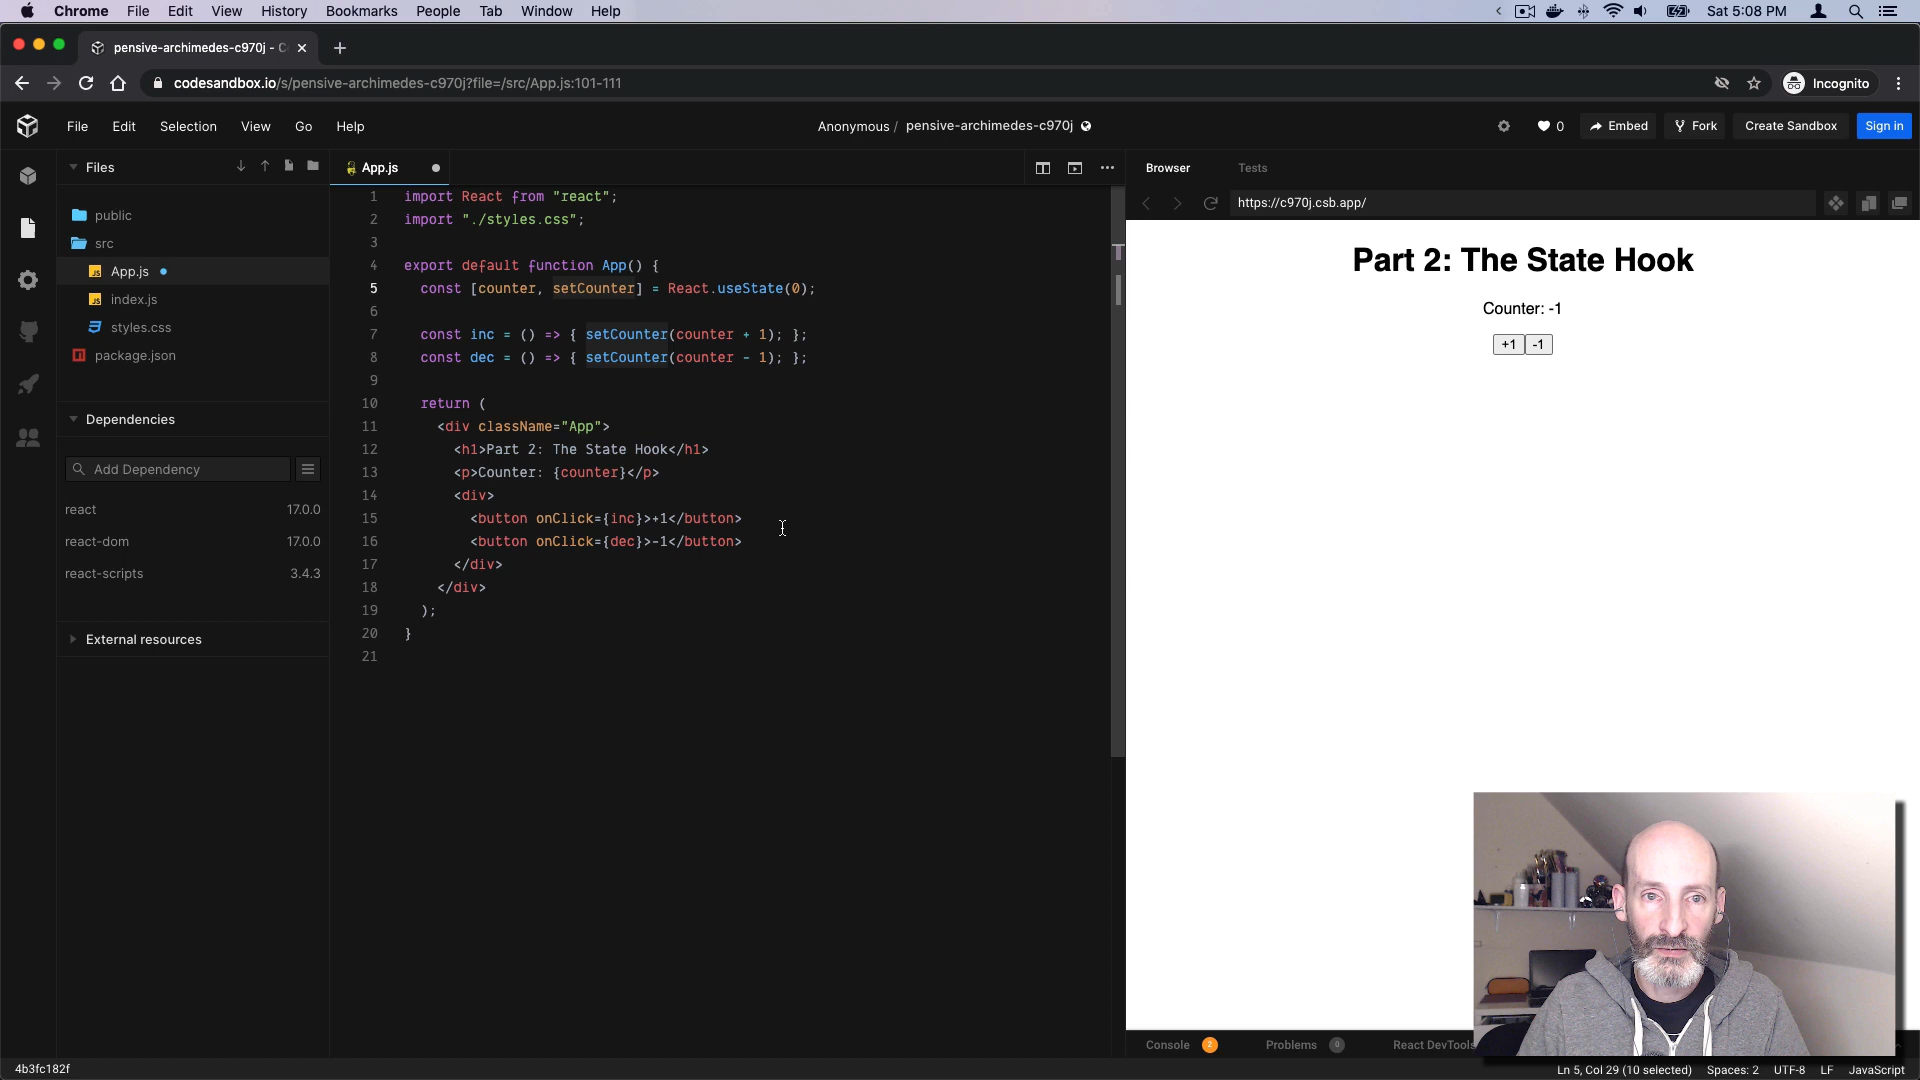 Chrome File Edit View History Bookmarks People Tab Window Help Sat 5:08 PM
pensive-archimedes-c970j - C
codesandbox.io/s/pensive-archimedes-c970j?file=/src/App.js:101-111 Incognito
File Edit Selection View Go Help Anonymous / pensive-archimedes-c970j 0 Embed Fork Create Sandbox Sign in
Files
public
src
App.js
index.js
styles.css
package.json
Dependencies
Add Dependency
react 17.0.0
react-dom 17.0.0
react-scripts 3.4.3
External resources
App.js
1 import React from "react";
2 import "./styles.css";
3
4 export default function App() {
5 const [counter, setCounter] = React.useState(0);
6
7 const inc = () => { setCounter(counter + 1); };
8 const dec = () => { setCounter(counter - 1); };
9
10 return (
11 <div className="App">
12 <h1>Part 2: The State Hook</h1>
13 <p>Counter: {counter}</p>
14 <div>
15 <button onClick={inc}>+1</button>
16 <button onClick={dec}>-1</button>
17 </div>
18 </div>
19 );
20 }
21
Browser Tests
https://c970j.csb.app/
Part 2: The State Hook
Counter: -1
+1 -1
Console 2 Problems 0 React DevTools
4b3fc182f Ln 5, Col 29 (10 selected) Spaces: 2 UTF-8 LF JavaScript